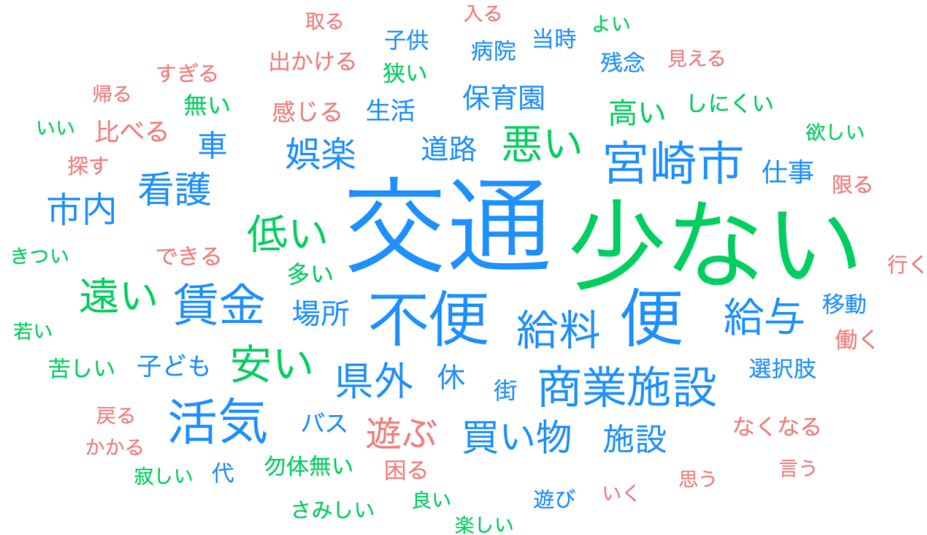 取る
入る
よい
子供
病院
当時
すぎる
出かける
狭い
残念
見える
帰る
無い
感じる
生活
保育園
高い
しにくい
いい
比べる
車
娯楽
道路
悪い
宮崎市
仕事
欲しい
探す
看護
市内
低い
交通
少ない
限る
きつい
できる
多い
行く
遠い
賃金
場所
不便
給料
便
給与
移動
若い
働く
苦しい
子ども
安い
県外
休
街
商業施設
選択肢
戻る
活気
バス
遊ぶ
買い物
施設
なくなる
かかる
寂しい
代
勿体無い
困る
思う
言う
さみしい
良い
楽しい
遊び
いく